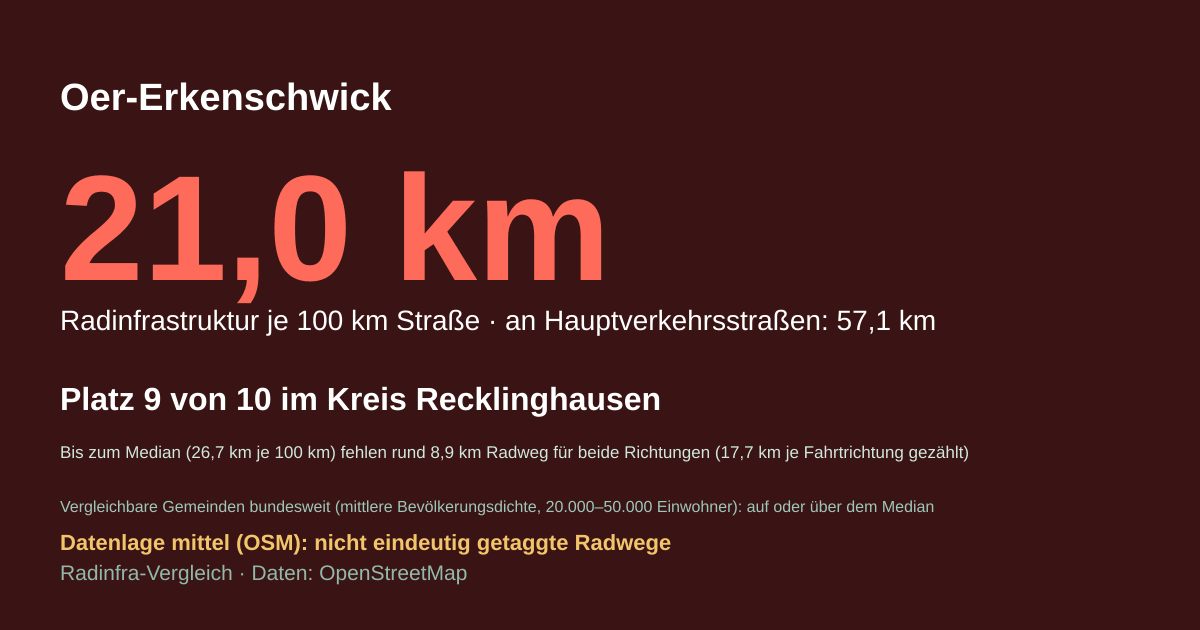 Oer-Erkenschwick
21,0 km
Radinfrastruktur je 100 km Straße · an Hauptverkehrsstraßen: 57,1 km
Platz 9 von 10 im Kreis Recklinghausen
Bis zum Median (26,7 km je 100 km) fehlen rund 8,9 km Radweg für beide Richtungen (17,7 km je Fahrtrichtung gezählt)
Vergleichbare Gemeinden bundesweit (mittlere Bevölkerungsdichte, 20.000–50.000 Einwohner): auf oder über dem Median
Datenlage mittel (OSM): nicht eindeutig getaggte Radwege
Radinfra-Vergleich · Daten: OpenStreetMap